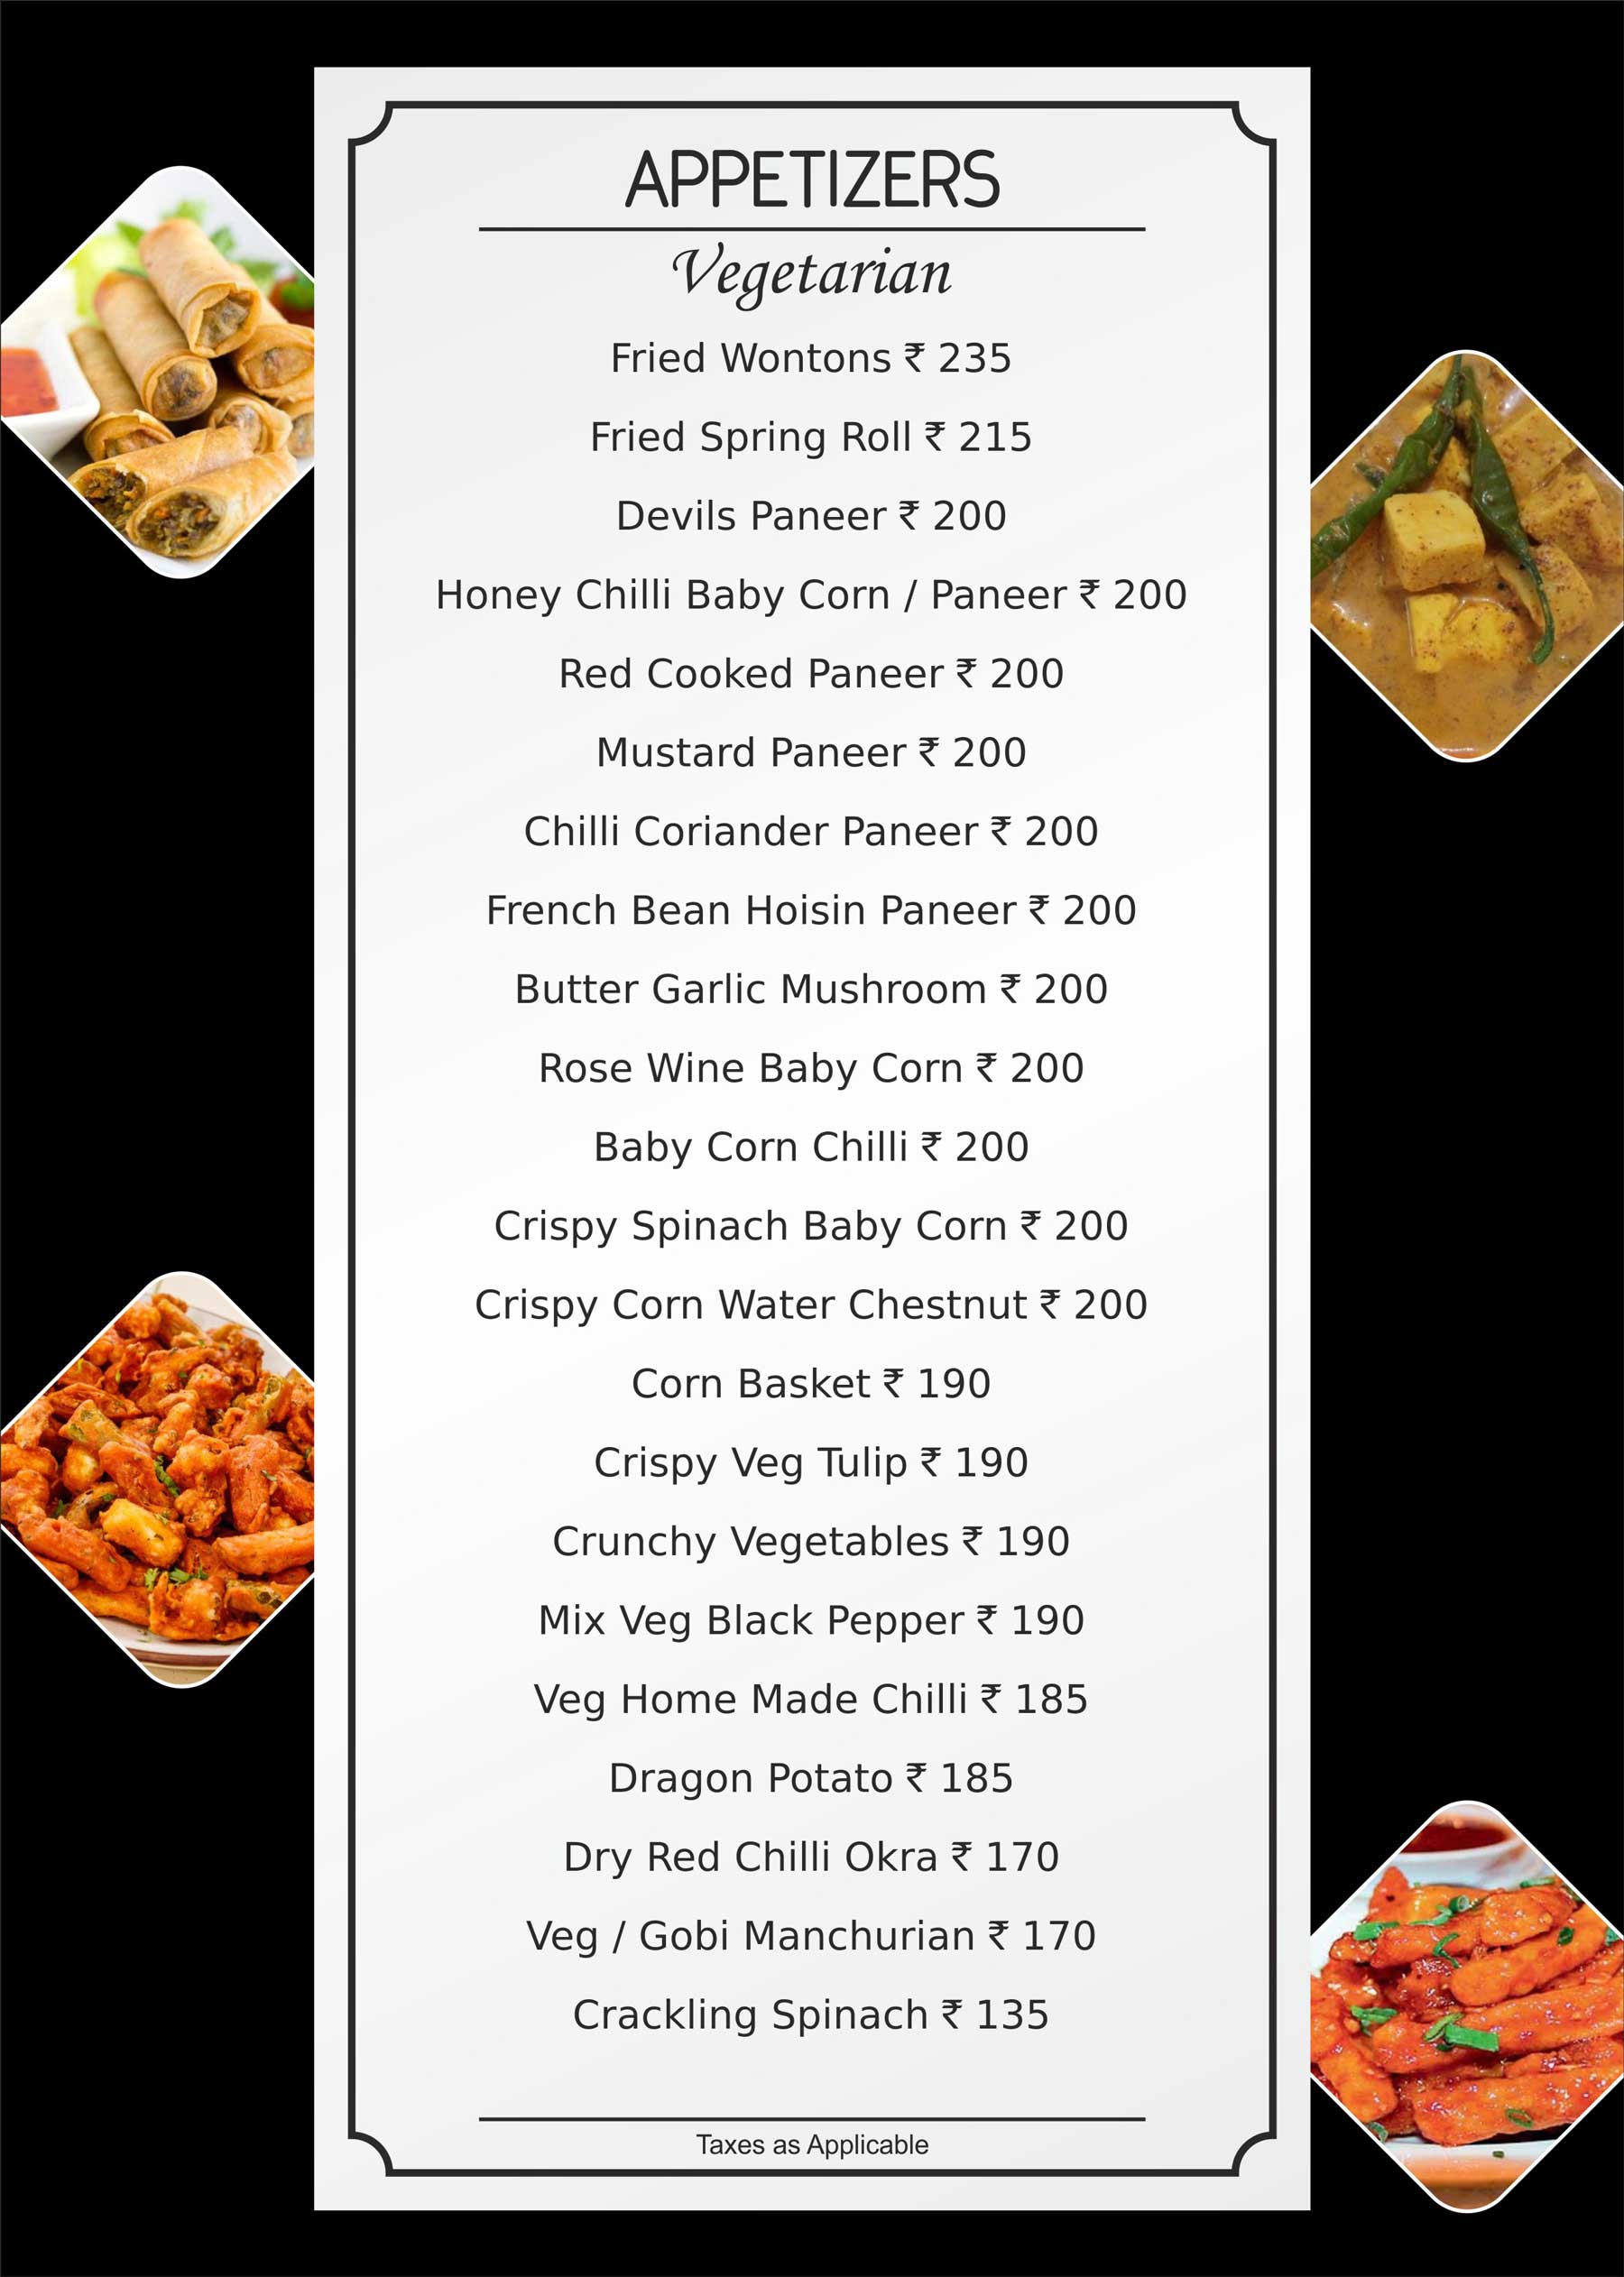 APPETIZERS
Vegetarian
Fried Wontons ₹ 235
Fried Spring Roll ₹ 215
Devils Paneer ₹ 200
Honey Chilli Baby Corn / Paneer ₹ 200
Red Cooked Paneer ₹ 200
Mustard Paneer ₹ 200
Chilli Coriander Paneer ₹ 200
French Bean Hoisin Paneer ₹ 200
Butter Garlic Mushroom ₹ 200
Rose Wine Baby Corn ₹ 200
Baby Corn Chilli ₹ 200
Crispy Spinach Baby Corn ₹ 200
Crispy Corn Water Chestnut ₹ 200
Corn Basket ₹ 190
Crispy Veg Tulip ₹ 190
Crunchy Vegetables ₹ 190
Mix Veg Black Pepper ₹ 190
Veg Home Made Chilli ₹ 185
Dragon Potato ₹ 185
Dry Red Chilli Okra ₹ 170
Veg / Gobi Manchurian ₹ 170
Crackling Spinach ₹ 135
Taxes as Applicable